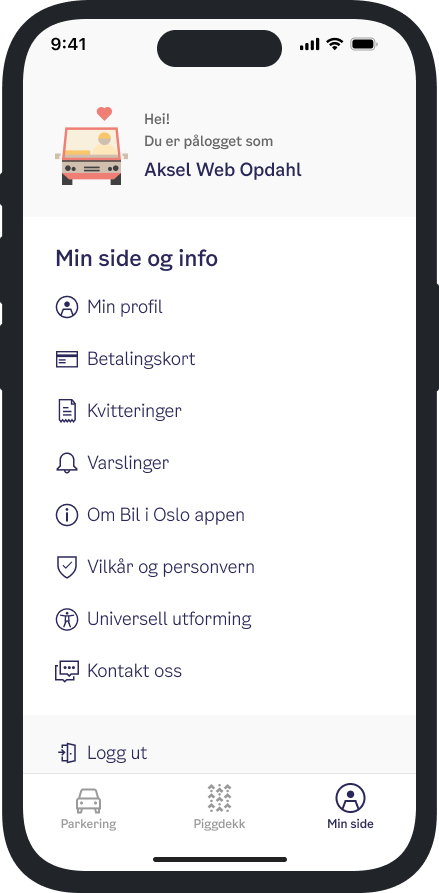 9:41
Hei!
Du er pålogget som
Aksel Web Opdahl
Min side og info
Min profil
Betalingskort
Kvitteringer
Varslinger
Om Bil i Oslo appen
Vilkår og personvern
Universell utforming
Kontakt oss
Logg ut
Parkering
Piggdekk
Min side